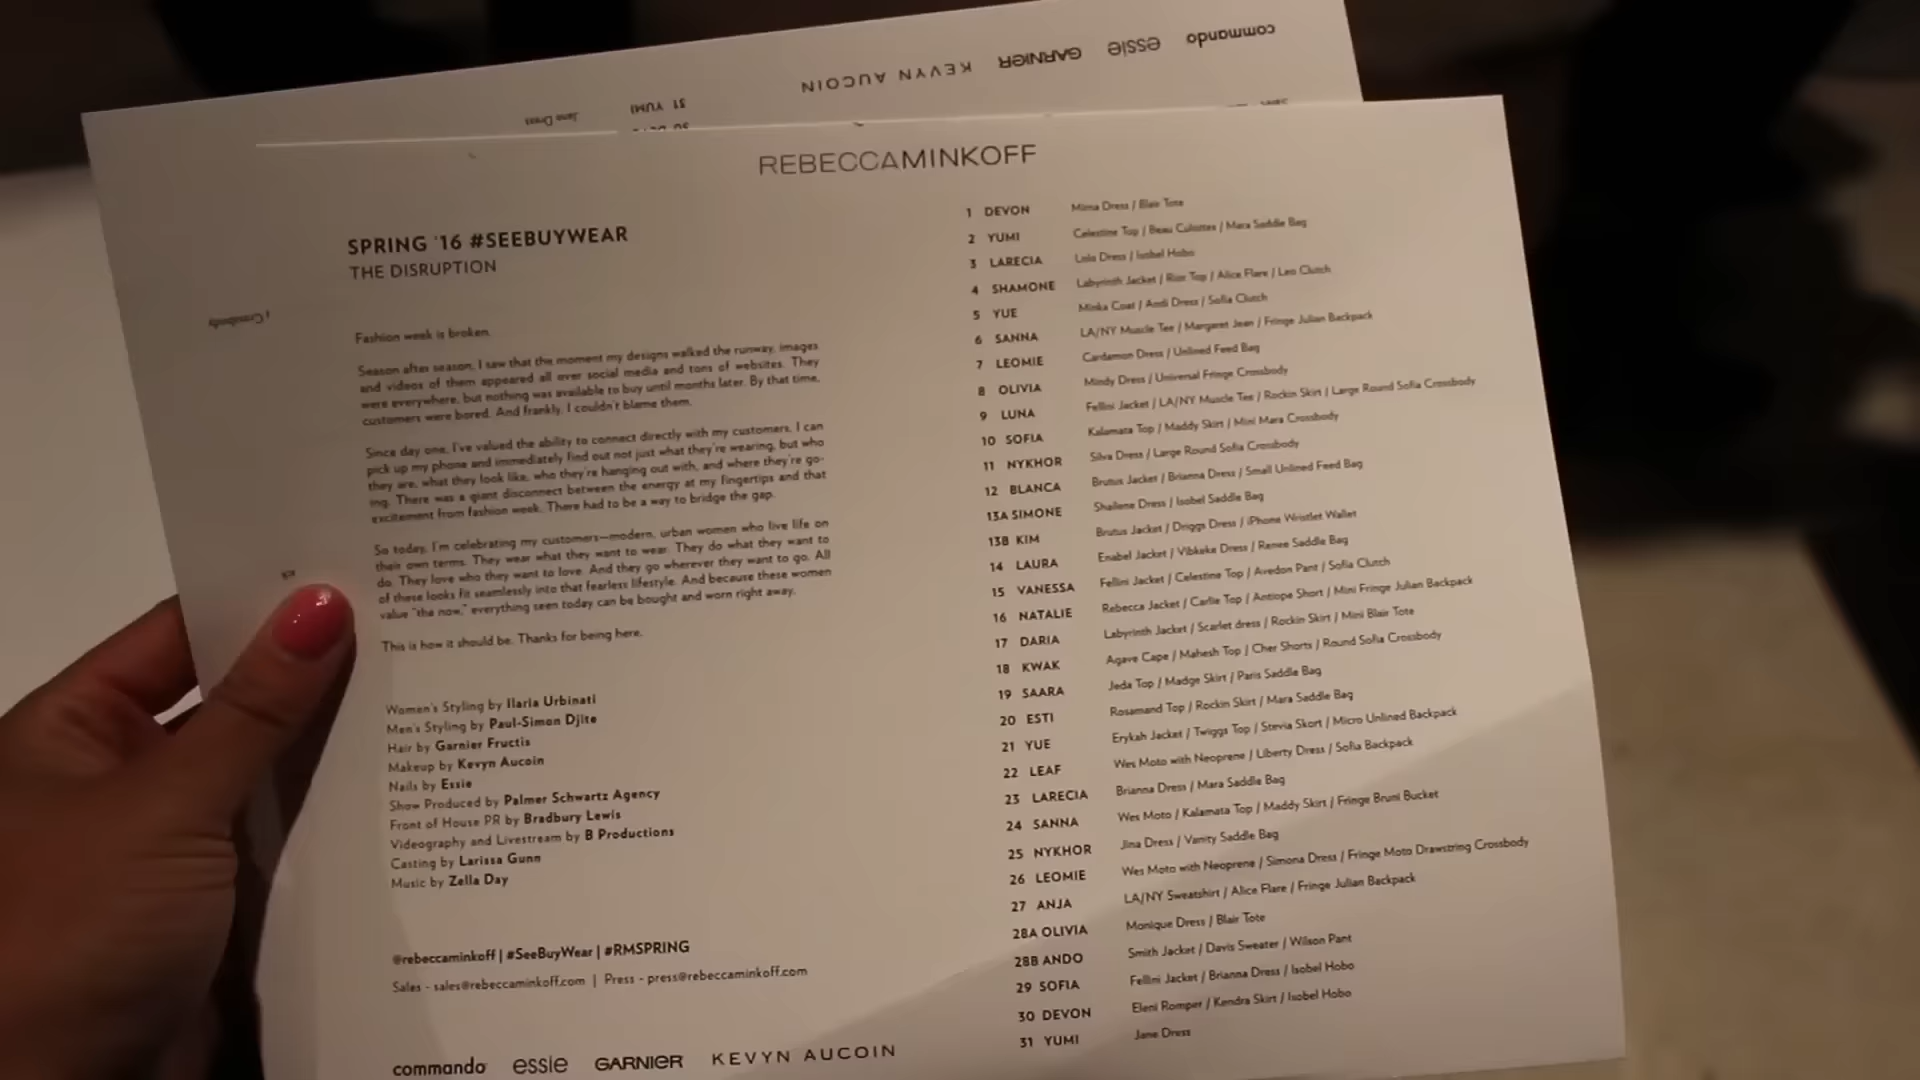 commando essie GARNIER KEVYN AUCOIN
31 YUMI
Jane Dress
REBECCAMINKOFF
SPRING '16 #SEEBUYWEAR
THE DISRUPTION
Fashion week is broken.
Season after season, I saw that the moment my designs walked the runway, images
and videos of them appeared all over social media and tons of websites. They
were everywhere, but nothing was available to buy until months later. By that time,
customers were bored. And frankly, I couldn't blame them.
Since day one, I've valued the ability to connect directly with my customers. I can
pick up my phone and immediately find out not just what they're wearing, but who
they are, what they look like, who they're hanging out with, and where they're go-
ing. There was a giant disconnect between the energy at my fingertips and that
excitement from fashion week. There had to be a way to bridge the gap.
So today, I'm celebrating my customers—modern, urban women who live life on
their own terms. They wear what they want to wear. They do what they want to
do. They love who they want to love. And they go wherever they want to go. All
of these looks fit seamlessly into that fearless lifestyle. And because these women
value "the now," everything seen today can be bought and worn right away.
This is how it should be. Thanks for being here.
Women's Styling by Ilaria Urbinati
Men's Styling by Paul-Simon Djite
Hair by Garnier Fructis
Makeup by Kevyn Aucoin
Nails by Essie
Show Produced by Palmer Schwartz Agency
Front of House PR by Bradbury Lewis
Videography and Livestream by B Productions
Casting by Larissa Gunn
Music by Zella Day
@rebeccaminkoff | #SeeBuyWear | #RMSPRING
Sales - sales@rebeccaminkoff.com | Press - press@rebeccaminkoff.com
commando essie GARNIER KEVYN AUCOIN
1 DEVON Mima Dress / Blair Tote
2 YUMI Celestine Top / Beau Culottes / Mara Saddle Bag
3 LARECIA Lola Dress / Isobel Hobo
4 SHAMONE Labyrinth Jacket / Rior Top / Alice Flare / Leo Clutch
5 YUE Minka Coat / Andi Dress / Sofia Clutch
6 SANNA LA/NY Muscle Tee / Margaret Jean / Fringe Julian Backpack
7 LEOMIE Cardamon Dress / Unlined Feed Bag
8 OLIVIA Mindy Dress / Universal Fringe Crossbody
9 LUNA Fellini Jacket / LA/NY Muscle Tee / Rockin Skirt / Large Round Sofia Crossbody
10 SOFIA Kalamata Top / Maddy Skirt / Mini Mara Crossbody
11 NYKHOR Silva Dress / Large Round Sofia Crossbody
12 BLANCA Brutus Jacket / Brianna Dress / Small Unlined Feed Bag
13A SIMONE Shailene Dress / Isobel Saddle Bag
13B KIM Brutus Jacket / Driggs Dress / iPhone Wristlet Wallet
14 LAURA Enabel Jacket / Vibkeke Dress / Renee Saddle Bag
15 VANESSA Fellini Jacket / Celestine Top / Avedon Pant / Sofia Clutch
16 NATALIE Rebecca Jacket / Carlie Top / Antiope Short / Mini Fringe Julian Backpack
17 DARIA Labyrinth Jacket / Scarlet dress / Rockin Skirt / Mini Blair Tote
18 KWAK Agave Cape / Mahesh Top / Cher Shorts / Round Sofia Crossbody
19 SAARA Jeda Top / Madge Skirt / Paris Saddle Bag
20 ESTI Rosamand Top / Rockin Skirt / Mara Saddle Bag
21 YUE Erykah Jacket / Twiggs Top / Stevia Skort / Micro Unlined Backpack
22 LEAF Wes Moto with Neoprene / Liberty Dress / Sofia Backpack
23 LARECIA Brianna Dress / Mara Saddle Bag
24 SANNA Wes Moto / Kalamata Top / Maddy Skirt / Fringe Bruni Bucket
25 NYKHOR Jina Dress / Vanity Saddle Bag
26 LEOMIE Wes Moto with Neoprene / Simona Dress / Fringe Moto Drawstring Crossbody
27 ANJA LA/NY Sweatshirt / Alice Flare / Fringe Julian Backpack
28A OLIVIA Monique Dress / Blair Tote
28B ANDO Smith Jacket / Davis Sweater / Wilson Pant
29 SOFIA Fellini Jacket / Brianna Dress / Isobel Hobo
30 DEVON Eleni Romper / Kendra Skirt / Isobel Hobo
31 YUMI Jane Dress
Crossbody